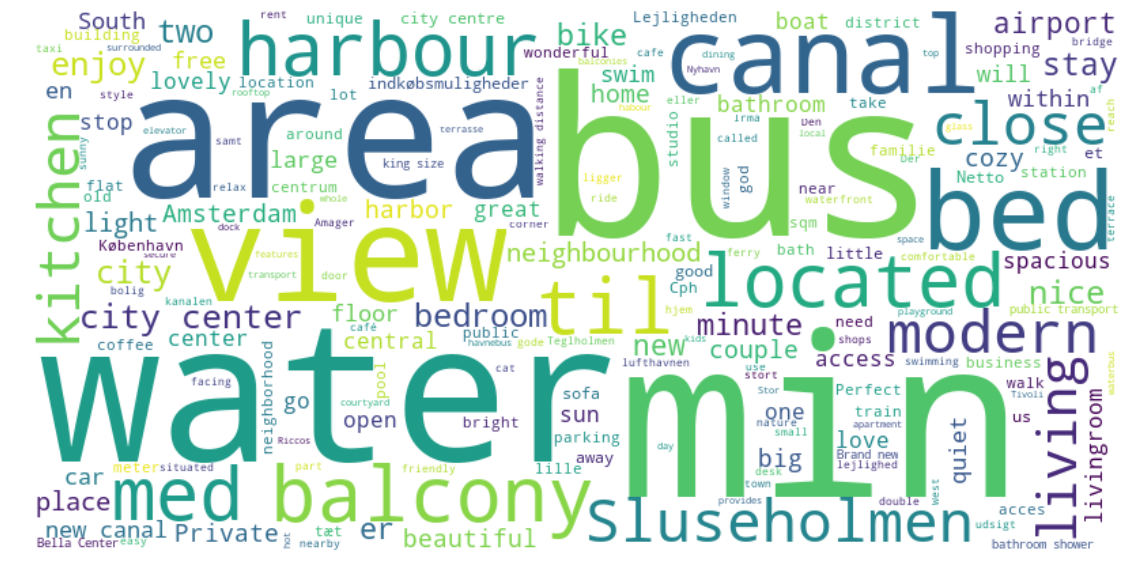 South
building
taxi
surrounded
two
rent
unique
city centre
harbour
wonderful
bike
cafe
Lejligheden
boat
district
dining
Nyhavn
canal
top
airport
shopping
bridge
stay
enjoy
free
lovely
location
style
rooftop
lot
indkøbsmuligheder
balconies
swim
home
habour
will
within
af
en
stop
elevator
samt
area
around
terrasse
large
king size
walking distance
bus
studio
eller
bathroom
Irma
called
take
Den
local
close
familie
Der
cozy
right
et
reach
kitchen
sunny
flat
old
relax
centrum
whole
ligger
ride
window
god
near
waterfront
Netto
station
bed
terrace
light
Amsterdam
dock
Amager
harbor
great
corner
sqm
space
København
secure
view
features
neighbourhood
fast
ferry
bath
little
comfortable
spacious
city
bolig
transport
door
til
good
Cph
located
nice
kanalen
hjem
playground
public transport
city center
floor
bedroom
minute
need
shops
modern
coffee
center
central
café
public
havnebus
gode
Teglholmen
new
kids
couple
access
swimming
business
water
facing
neighborhood
pool
cat
lufthavnen
use
stort
Stor
min
Perfect
walk
Tivoli
us
waterbus
go
courtyard
open
bright
sofa
sun
one
nature
small
train
apartment
living
livingroom
Riccos
parking
away
day
big
love
Brand new
lejlighed
quiet
car
meter
situated
part
friendly
lille
desk
town
west
place
med
balcony
provides
double
acces
new canal
Private
er
Sluseholmen
udsigt
Bella Center
easy
hot
nearby
tæt
beautiful
bathroom shower
glass